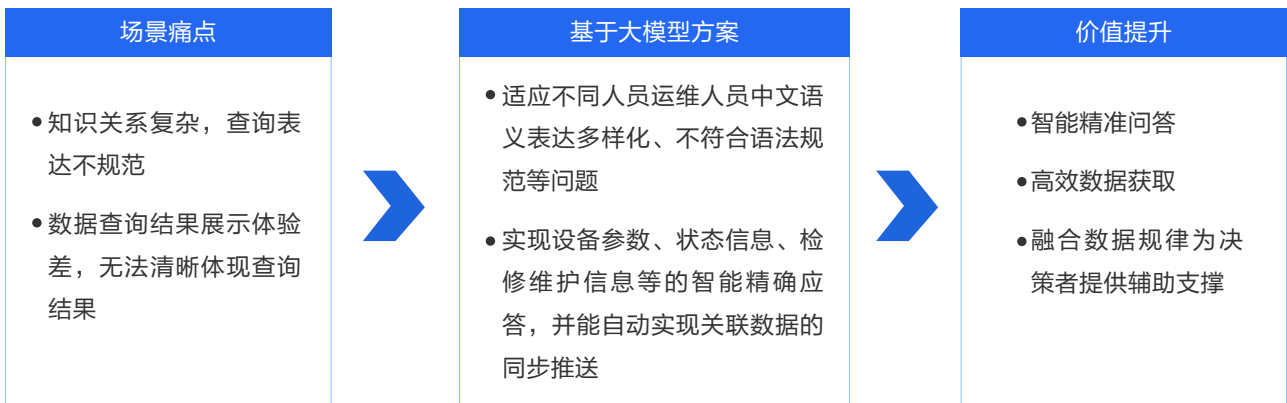 场景痛点
●知识关系复杂，查询表
达不规范
●数据查询结果展示体验
差，无法清晰体现查询
结果
基于大模型方案
●适应不同人员运维人员中文语
义表达多样化、不符合语法规
范等问题
●实现设备参数、状态信息、检
修维护信息等的智能精确应
答，并能自动实现关联数据的
同步推送
价值提升
●智能精准问答
●高效数据获取
●融合数据规律为决
策者提供辅助支撑